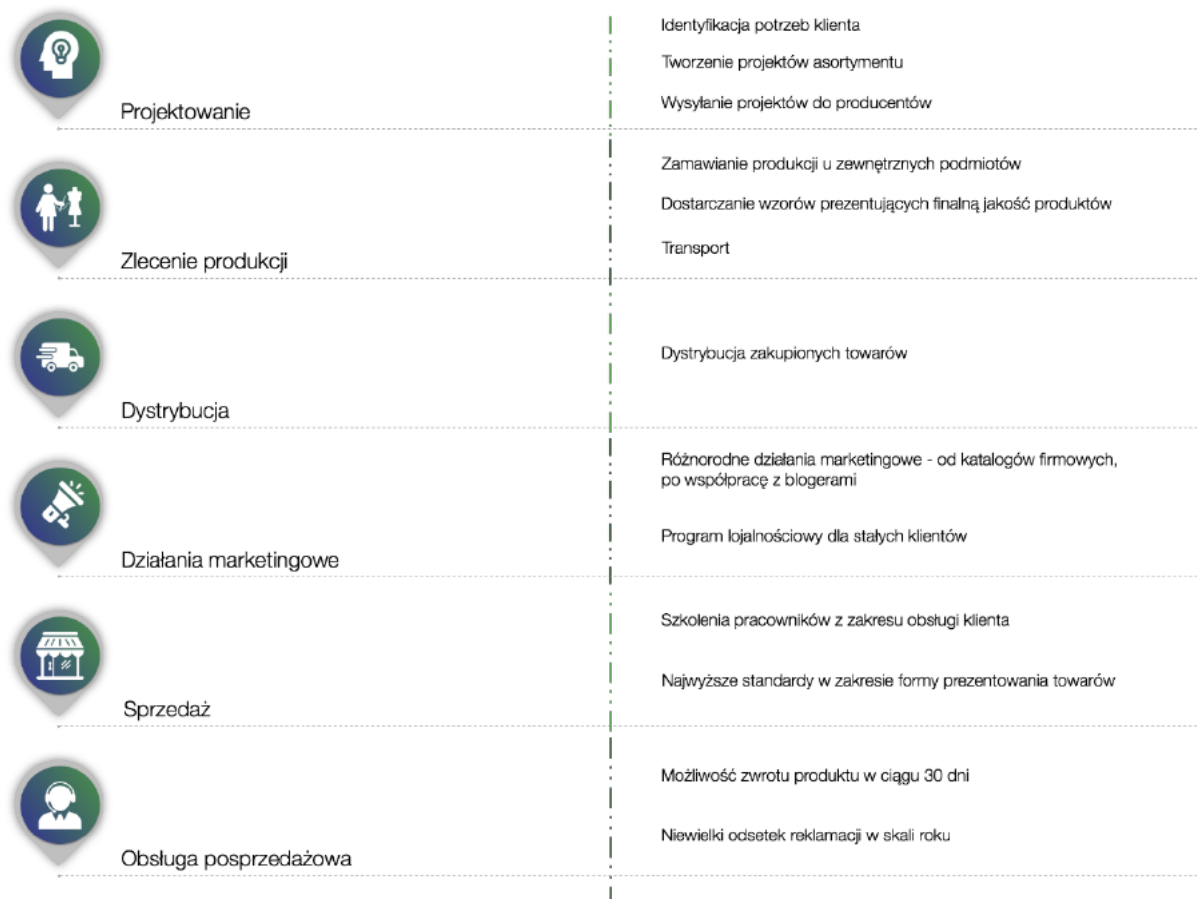 Identyfikacja potrzeb klienta
Tworzenie projektów asortymentu
Wysyłanie projektów do producentów
Projektowanie
Zamawianie produkcji u zewnętrznych podmiotów
Dostarczanie wzorów prezentujących finalną jakość produktów
Transport
Zlecenie produkcji
Dystrybucja zakupionych towarów
Dystrybucja
Różnorodne działania marketingowe - od katalogów firmowych,
po współpracę z blogerami
Program lojalnościowy dla stałych klientów
Działania marketingowe
Szkolenia pracowników z zakresu obsługi klienta
Najwyższe standardy w zakresie formy prezentowania towarów
Sprzedaż
Możliwość zwrotu produktu w ciągu 30 dni
Niewielki odsetek reklamacji w skali roku
Obsługa posprzedażowa